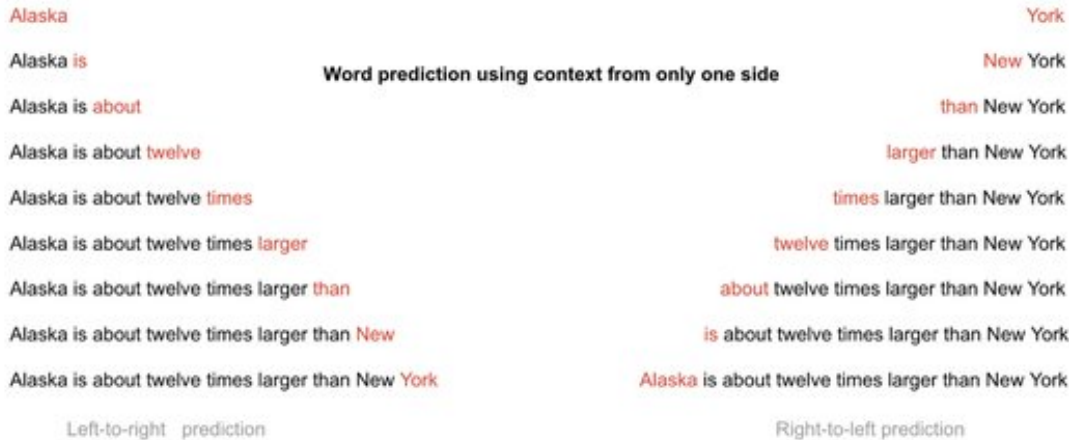 Alaska
York
Alaska is
New York
Word prediction using context from only one side
Alaska is about
than New York
Alaska is about twelve
larger than New York
Alaska is about twelve times
times larger than New York
Alaska is about twelve times larger
twelve times larger than New York
Alaska is about twelve times larger than
about twelve times larger than New York
Alaska is about twelve times larger than New
is about twelve times larger than New York
Alaska is about twelve times larger than New York
Alaska is about twelve times larger than New York
Left-to-right prediction
Right-to-left prediction